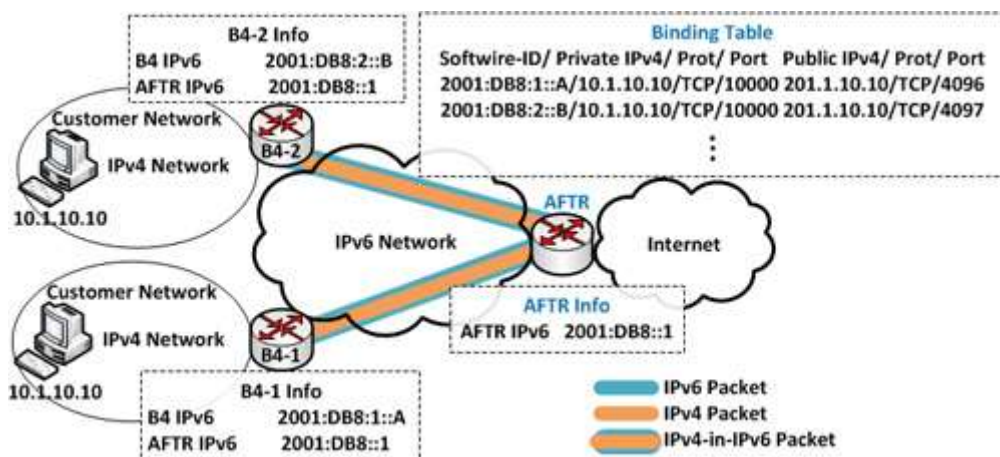 B4-2 Info
B4 IPv6 2001:DB8:2::B
AFTR IPv6 2001:DB8::1
Binding Table
Softwire-ID/ Private IPv4/ Prot/ Port Public IPv4/ Prot/ Port
2001:DB8:1::A/10.1.10.10/TCP/10000 201.1.10.10/TCP/4096
2001:DB8:2::B/10.1.10.10/TCP/10000 201.1.10.10/TCP/4097
Customer Network
IPv4 Network
10.1.10.10
B4-2
IPv6 Network
AFTR
Internet
Customer Network
IPv4 Network
10.1.10.10
B4-1
AFTR Info
AFTR IPv6 2001:DB8::1
B4-1 Info
B4 IPv6 2001:DB8:1::A
AFTR IPv6 2001:DB8::1
IPv6 Packet
IPv4 Packet
IPv4-in-IPv6 Packet